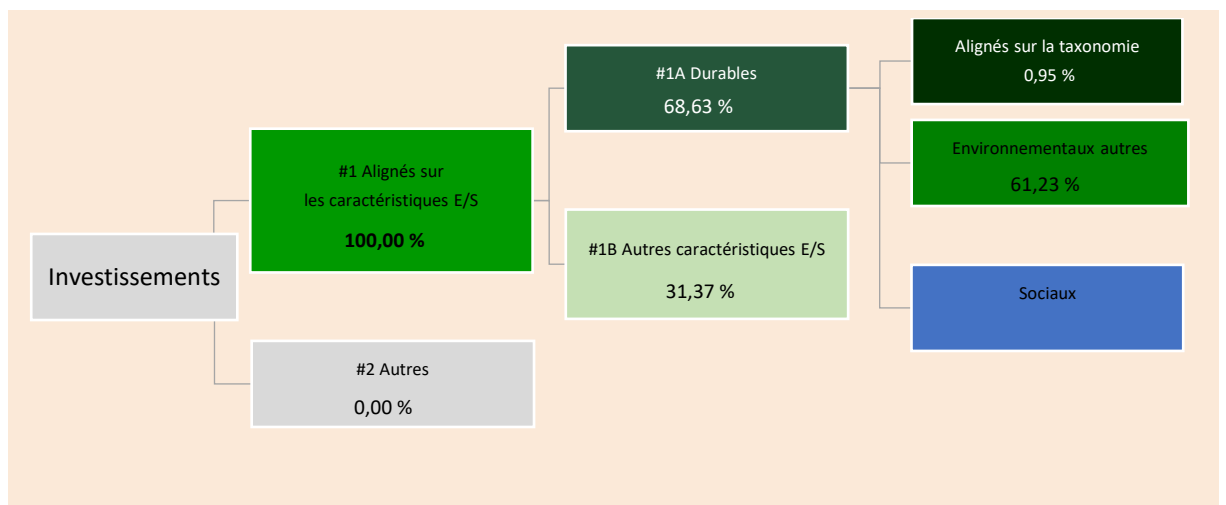 Investissements
#1 Alignés sur
les caractéristiques E/S
100,00 %
#2 Autres
0,00 %
#1A Durables
68,63 %
#1B Autres caractéristiques E/S
31,37 %
Alignés sur la taxonomie
0,95 %
Environnementaux autres
61,23 %
Sociaux